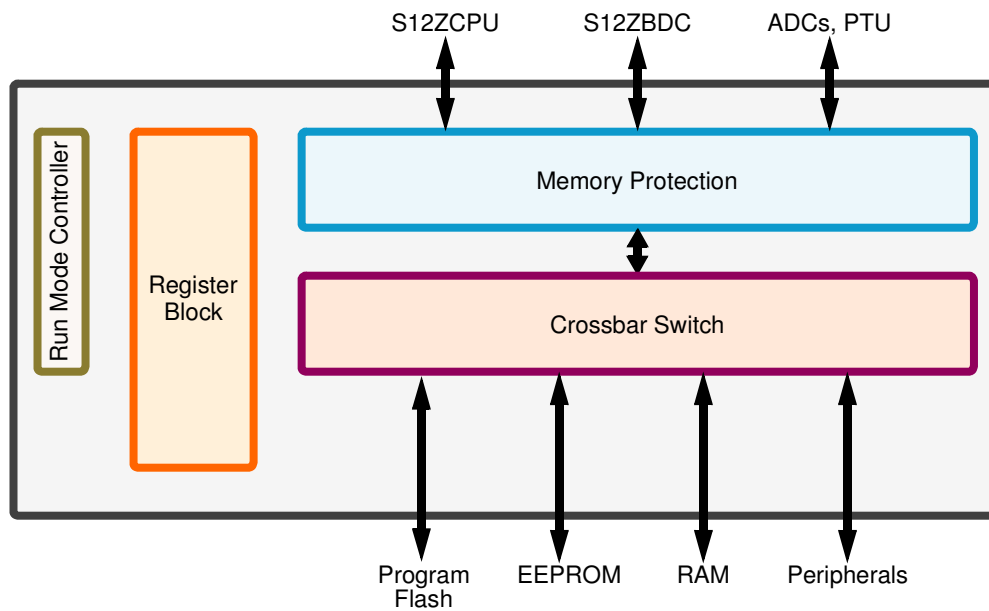 S12ZCPU
S12ZBDC
ADCs, PTU
Run Mode Controller
Register
Block
Memory Protection
Crossbar Switch
Program
Flash
EEPROM
RAM
Peripherals